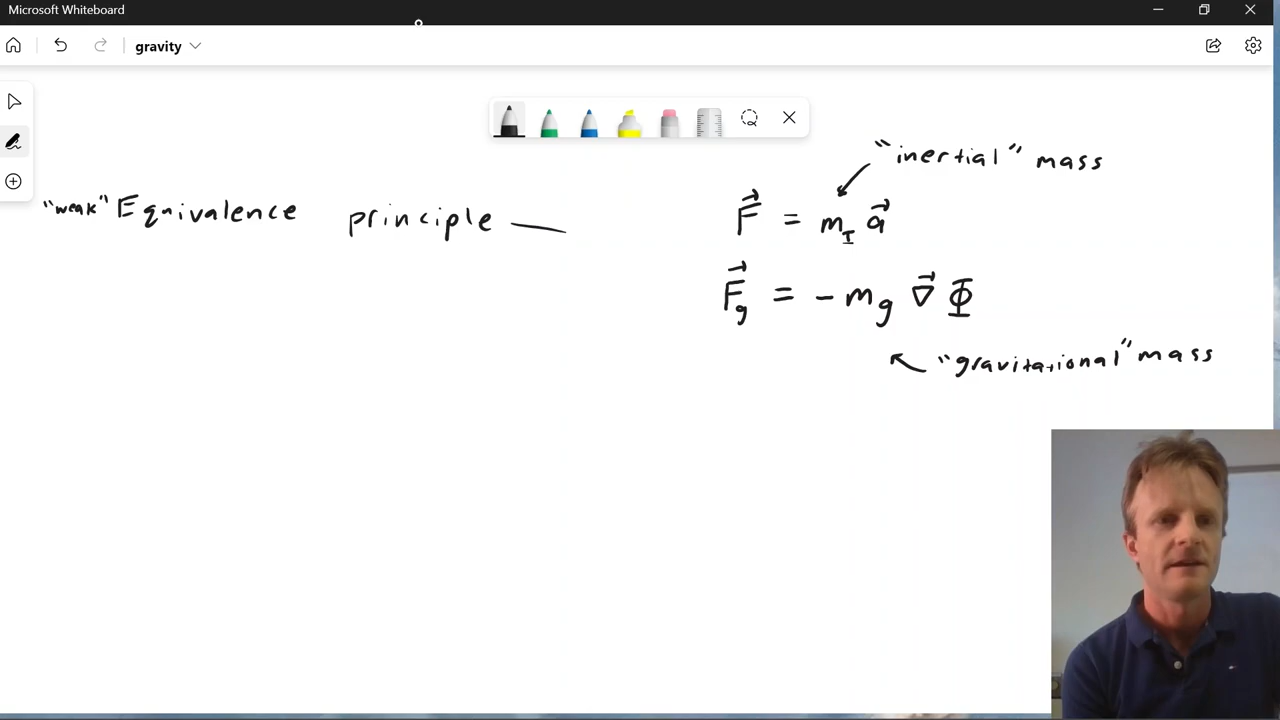 Microsoft Whiteboard
gravity
"inertial" mass
"weak" Equivalence principle —
F⃗ = m_I a⃗
F⃗_g = - m_g ∇⃗ Φ
"gravitational" mass